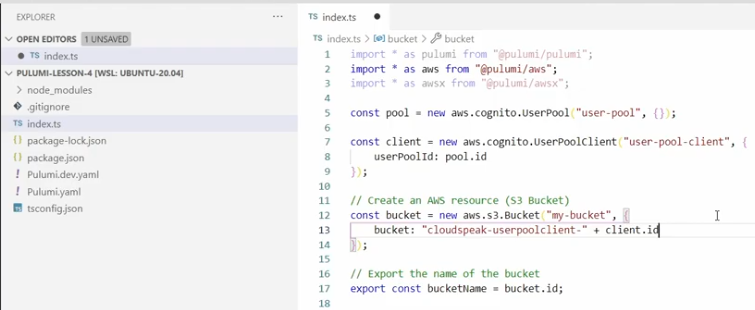 EXPLORER
···
OPEN EDITORS 1 UNSAVED
TS index.ts
PULUMI-LESSON-4 [WSL: UBUNTU-20.04]
node_modules
.gitignore
TS index.ts
{} package-lock.json
{} package.json
! Pulumi.dev.yaml
! Pulumi.yaml
tsconfig.json
TS index.ts
TS index.ts > bucket > bucket
1 import * as pulumi from "@pulumi/pulumi";
2 import * as aws from "@pulumi/aws";
3 import * as awsx from "@pulumi/awsx";
4
5 const pool = new aws.cognito.UserPool("user-pool", {});
6
7 const client = new aws.cognito.UserPoolClient("user-pool-client", {
8 userPoolId: pool.id
9 });
10
11 // Create an AWS resource (S3 Bucket)
12 const bucket = new aws.s3.Bucket("my-bucket", {
13 bucket: "cloudspeak-userpoolclient-" + client.id
14 });
15
16 // Export the name of the bucket
17 export const bucketName = bucket.id;
18